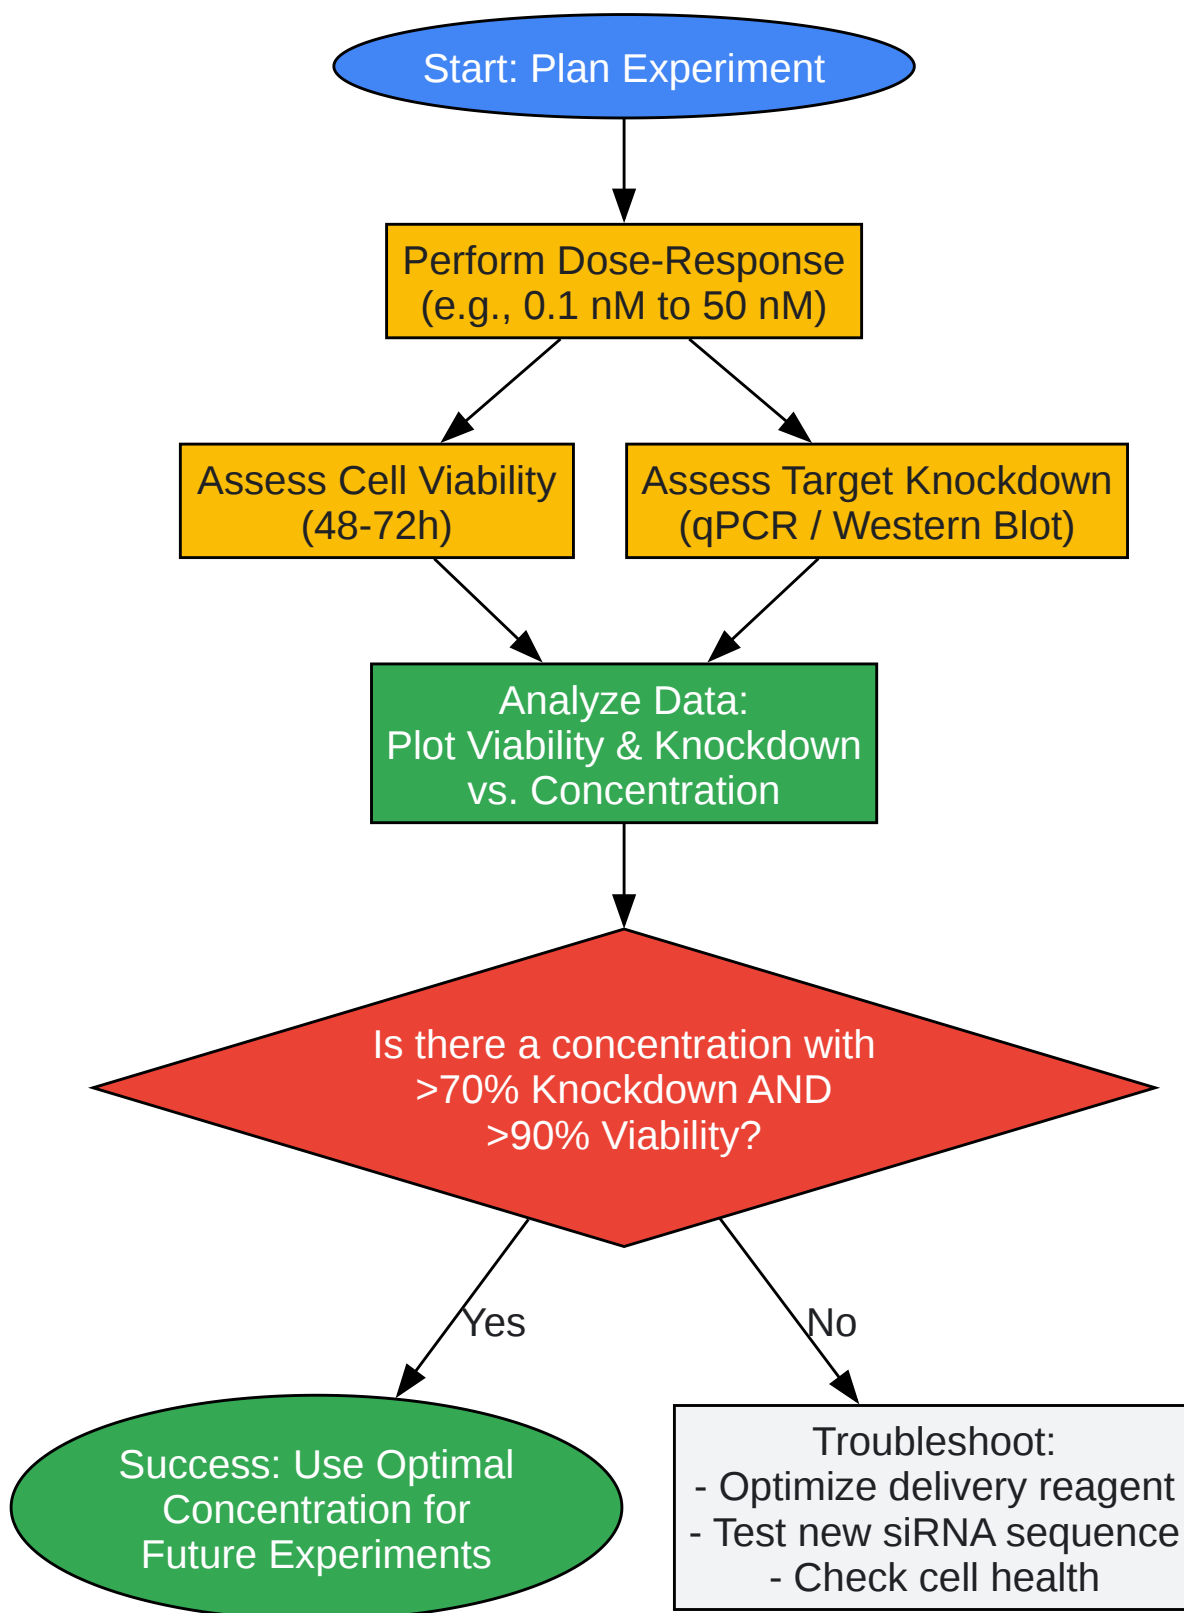 Start: Plan Experiment
Perform Dose-Response
(e.g., 0.1 nM to 50 nM)
Assess Cell Viability
(48-72h)
Assess Target Knockdown
(qPCR / Western Blot)
Analyze Data:
Plot Viability & Knockdown
vs. Concentration
Is there a concentration with
>70% Knockdown AND
>90% Viability?
Yes
No
Success: Use Optimal
Concentration for
Future Experiments
Troubleshoot:
- Optimize delivery reagent
- Test new siRNA sequence
- Check cell health